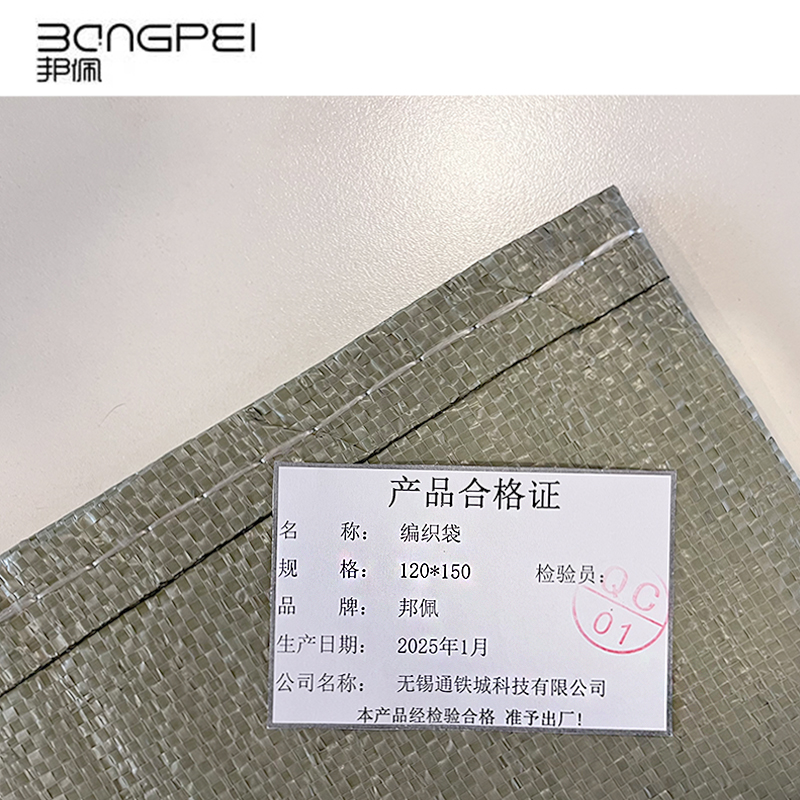 BANGPEI
邦佩
产品合格证
名 称： 编织袋
规 格： 120*150 检验员：
QC
01
品 牌： 邦佩
生产日期： 2025年1月
公司名称： 无锡通铁城科技有限公司
本产品经检验合格 准予出厂!